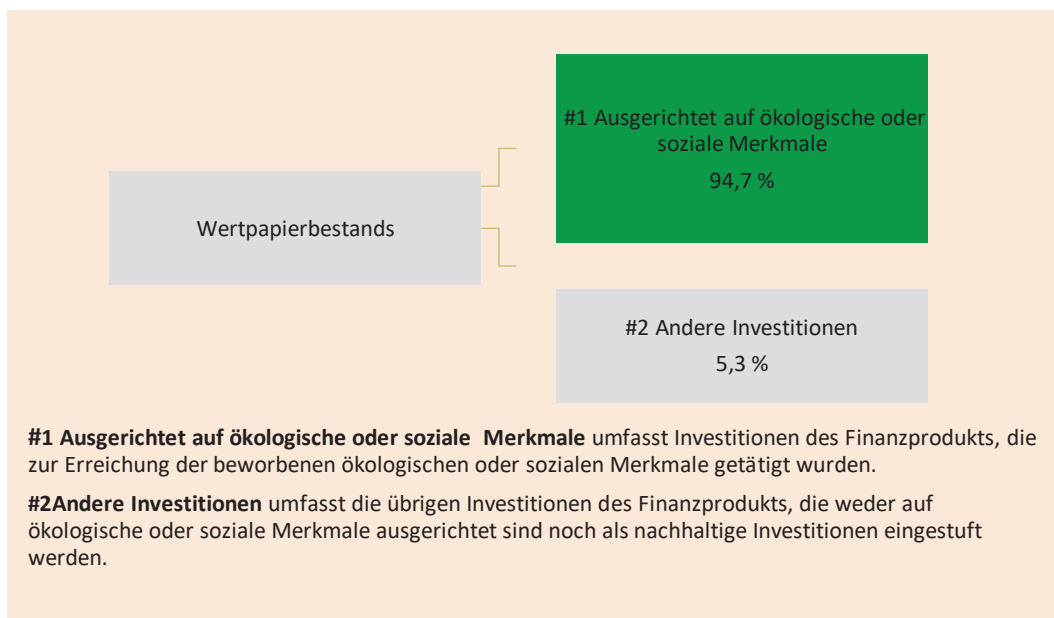 #1 Ausgerichtet auf ökologische oder
soziale Merkmale
94,7 %
Wertpapierbestands
#2 Andere Investitionen
5,3 %
#1 Ausgerichtet auf ökologische oder soziale Merkmale umfasst Investitionen des Finanzprodukts, die
zur Erreichung der beworbenen ökologischen oder sozialen Merkmale getätigt wurden.
#2Andere Investitionen umfasst die übrigen Investitionen des Finanzprodukts, die weder auf
ökologische oder soziale Merkmale ausgerichtet sind noch als nachhaltige Investitionen eingestuft
werden.